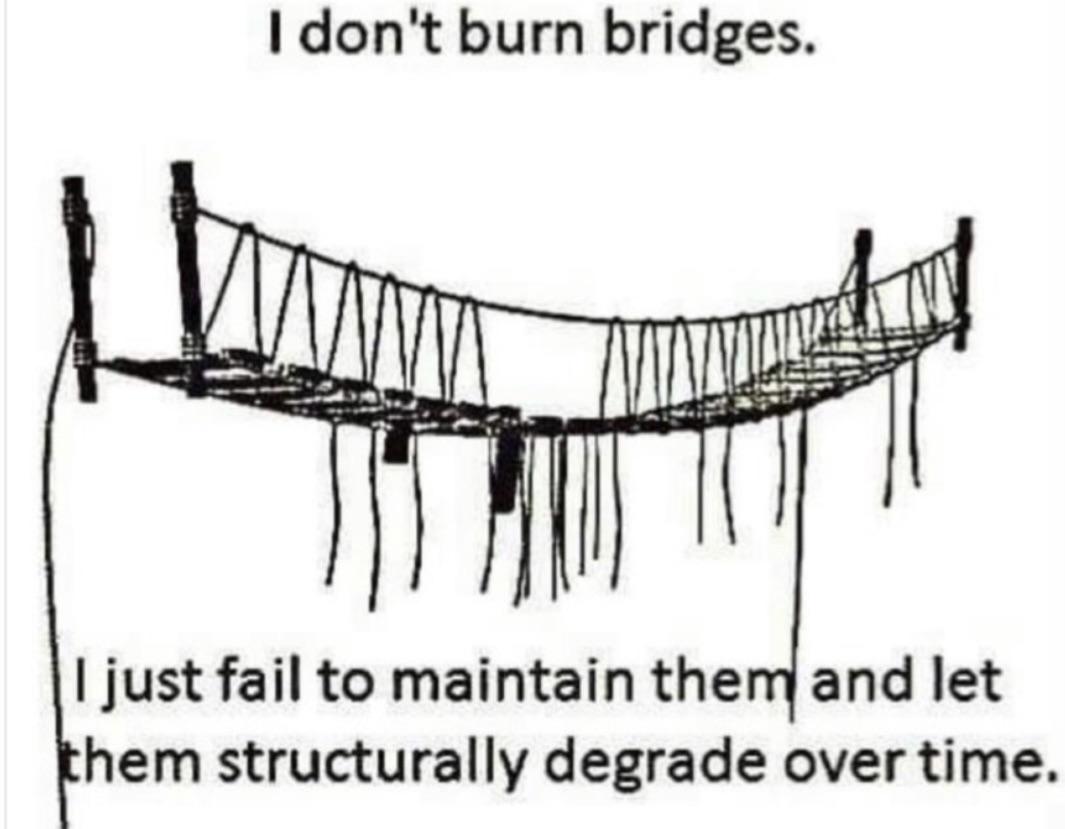 I don't burn bridges.
I just fail to maintain them and let
them structurally degrade over time.